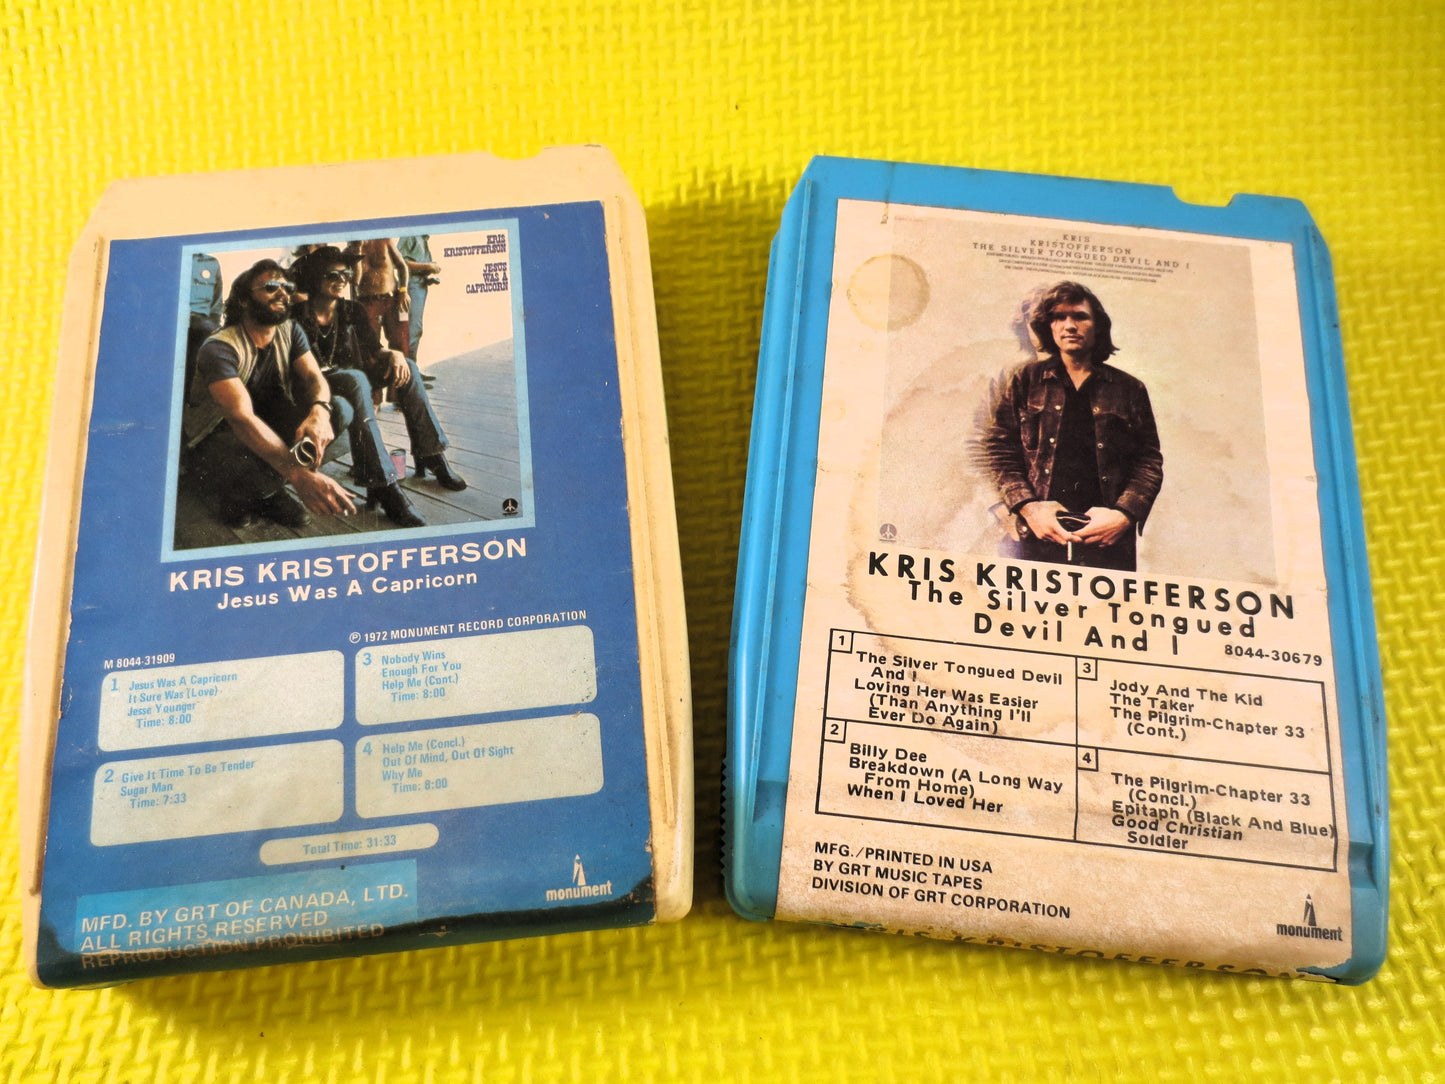 KRIS
KRISTOFFERSON
JESUS
WAS A
CAPRICORN
KRIS KRISTOFFERSON
Jesus Was A Capricorn
℗ 1972 MONUMENT RECORD CORPORATION
M 8044-31909
1 Jesus Was A Capricorn
It Sure Was (Love)
Jesse Younger
Time: 8:00
2 Give It Time To Be Tender
Sugar Man
Time: 7:33
3 Nobody Wins
Enough For You
Help Me (Cont.)
Time: 8:00
4 Help Me (Concl.)
Out Of Mind, Out Of Sight
Why Me
Time: 8:00
Total Time: 31:33
monument
MFD. BY GRT OF CANADA, LTD.
ALL RIGHTS RESERVED
REPRODUCTION PROHIBITED
KRIS
KRISTOFFERSON
THE SILVER TONGUED DEVIL AND I
KRIS KRISTOFFERSON
The Silver Tongued
Devil And I
8044-30679
1
The Silver Tongued Devil
And I
Loving Her Was Easier
(Than Anything I'll
Ever Do Again)
2
Billy Dee
Breakdown (A Long Way
From Home)
When I Loved Her
3
Jody And The Kid
The Taker
The Pilgrim-Chapter 33
(Cont.)
4
The Pilgrim-Chapter 33
(Concl.)
Epitaph (Black And Blue)
Good Christian
Soldier
MFG./PRINTED IN USA
BY GRT MUSIC TAPES
DIVISION OF GRT CORPORATION
monument
KRIS KRISTOFFERSON